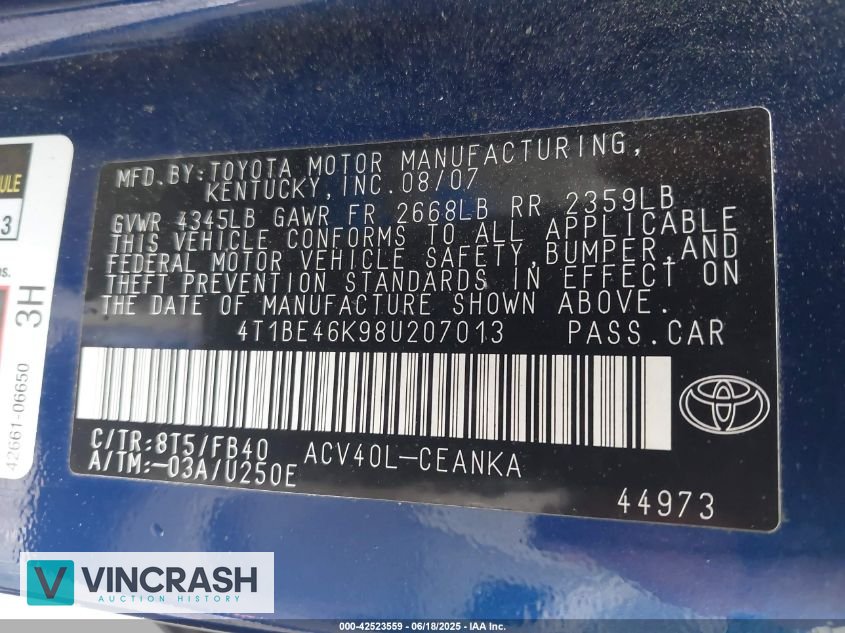 MFD.BY:TOYOTA MOTOR MANUFACTURING,
KENTUCKY,INC.08/07
GVWR 4345LB GAWR FR 2668LB RR 2359LB
THIS VEHICLE CONFORMS TO ALL APPLICABLE
FEDERAL MOTOR VEHICLE SAFETY,BUMPER,AND
THEFT PREVENTION STANDARDS IN EFFECT ON
THE DATE OF MANUFACTURE SHOWN ABOVE.
4T1BE46K98U207013 PASS.CAR
C/TR:8T5/FB40 ACV40L-CEANKA
A/TM:-03A/U250E
44973
3H
42661-06650
VINCRASH
AUCTION HISTORY
000-42523559 - 06/18/2025 - IAA Inc.